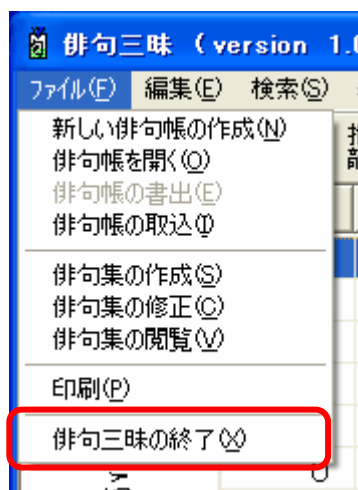 俳句三昧 (version 1.
ファイル(F) 編集(E) 検索(S)
新しい俳句帳の作成(N)
俳句帳を開く(O)
俳句帳の書出(E)
俳句帳の取込(I)
俳句集の作成(S)
俳句集の修正(C)
俳句集の閲覧(V)
印刷(P)
俳句三昧の終了(X)